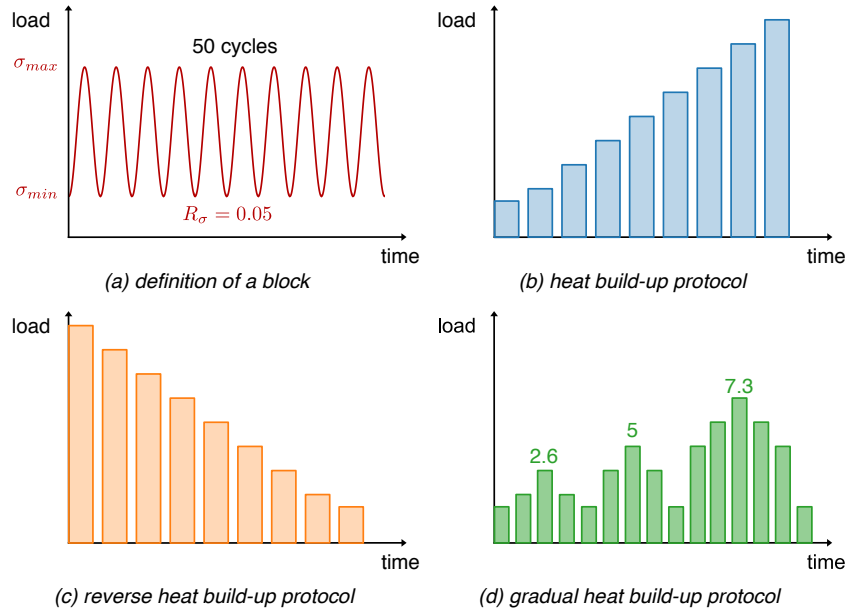 load
50 cycles
σ_max
σ_min
R_σ = 0.05
time
(a) definition of a block
load
time
(b) heat build-up protocol
load
time
(c) reverse heat build-up protocol
load
2.6
5
7.3
time
(d) gradual heat build-up protocol